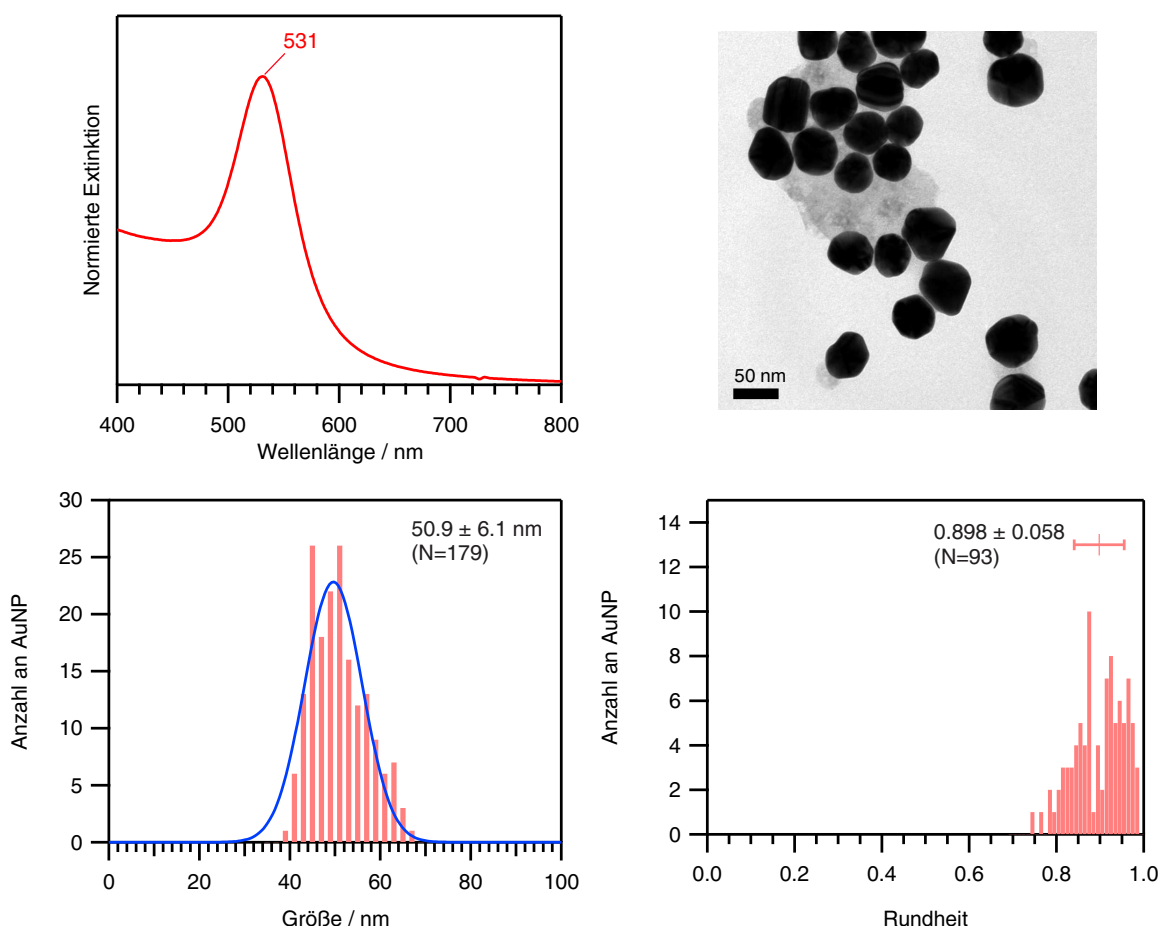 531
Normierte Extinktion
400 500 600 700 800
Wellenlänge / nm
50 nm
30
25
20
15
10
5
0
Anzahl an AuNP
50.9 ± 6.1 nm
(N=179)
0 20 40 60 80 100
Größe / nm
14
12
10
8
6
4
2
0
Anzahl an AuNP
0.898 ± 0.058
(N=93)
0.0 0.2 0.4 0.6 0.8 1.0
Rundheit